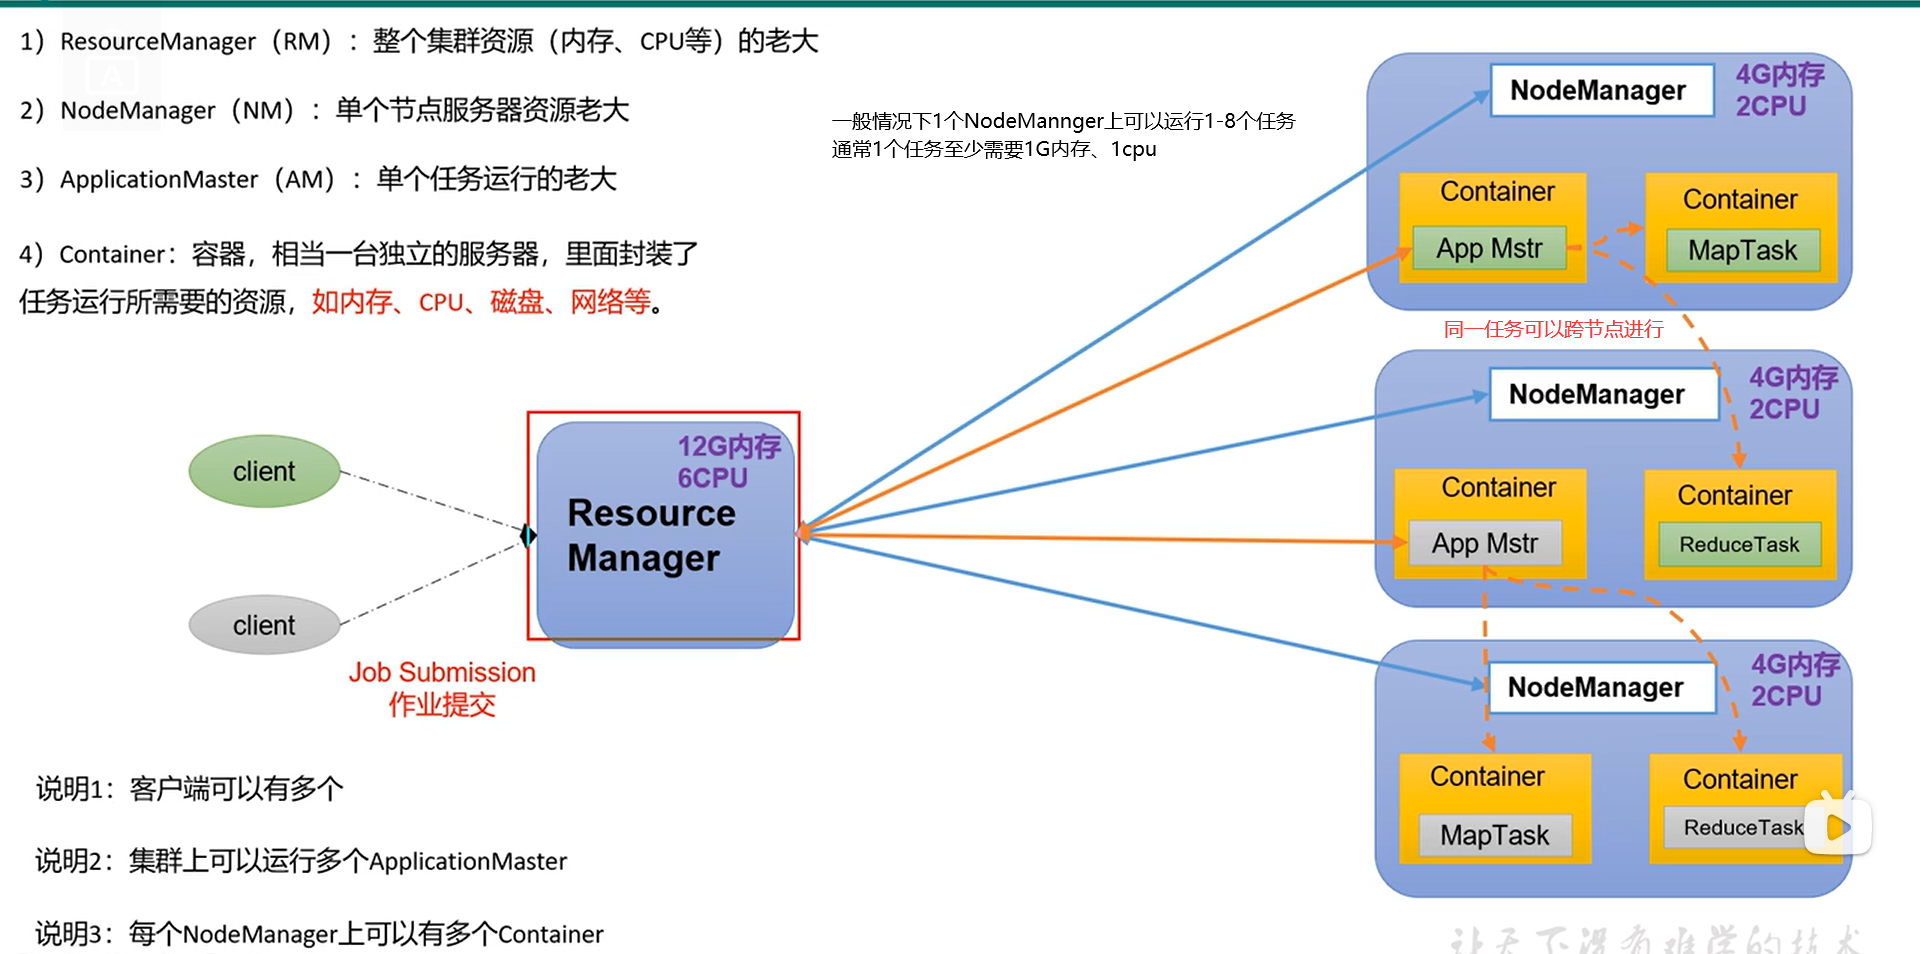 1）ResourceManager（RM）：整个集群资源（内存、CPU等）的老大
2）NodeManager（NM）：单个节点服务器资源老大
3）ApplicationMaster（AM）：单个任务运行的老大
4）Container：容器，相当一台独立的服务器，里面封装了
任务运行所需要的资源，如内存、CPU、磁盘、网络等。
一般情况下1个NodeMannger上可以运行1-8个任务
通常1个任务至少需要1G内存、1cpu
client
client
Job Submission
作业提交
12G内存
6CPU
Resource
Manager
NodeManager
4G内存
2CPU
Container
App Mstr
Container
MapTask
同一任务可以跨节点进行
NodeManager
4G内存
2CPU
Container
App Mstr
Container
ReduceTask
NodeManager
4G内存
2CPU
Container
MapTask
Container
ReduceTask
说明1：客户端可以有多个
说明2：集群上可以运行多个ApplicationMaster
说明3：每个NodeManager上可以有多个Container
让天下没有难学的技术